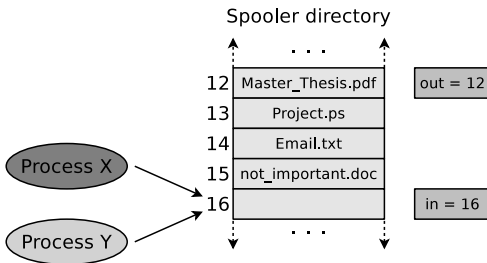 Spooler directory
. . .
12 Master_Thesis.pdf out = 12
13 Project.ps
14 Email.txt
Process X
15 not_important.doc
16 in = 16
Process Y
. . .